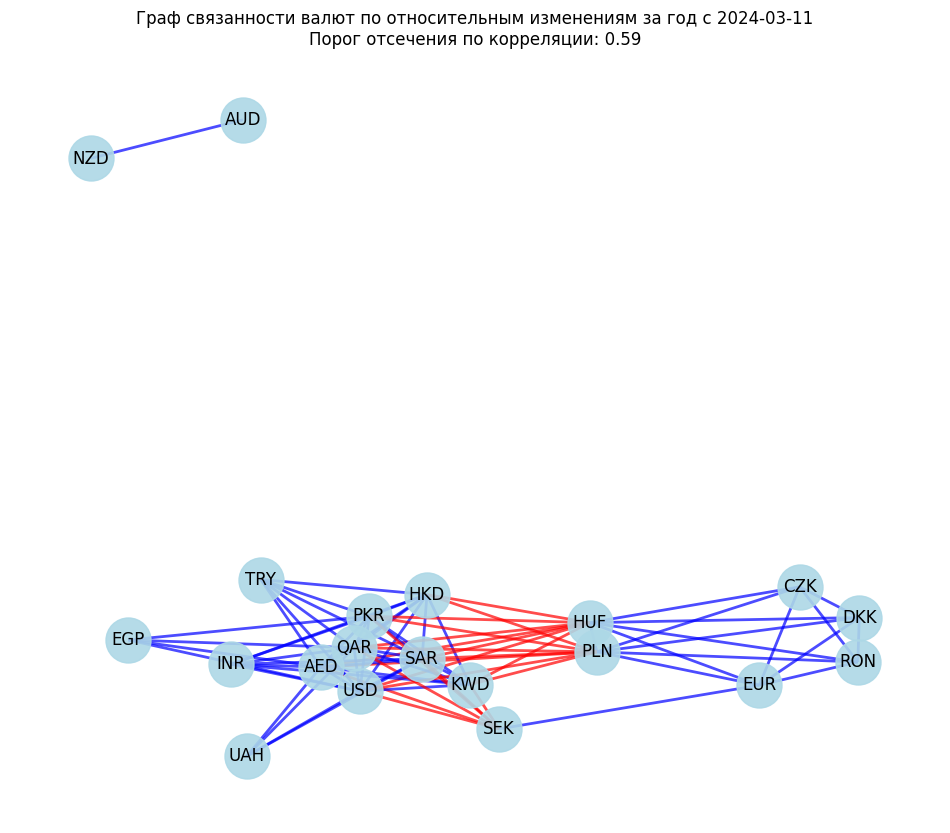 Граф связанности валют по относительным изменениям за год с 2024-03-11
Порог отсечения по корреляции: 0.59
AUD
NZD
TRY
HKD
CZK
PKR
HUF
DKK
EGP
QAR
PLN
INR
AED
SAR
RON
USD
KWD
EUR
SEK
UAH